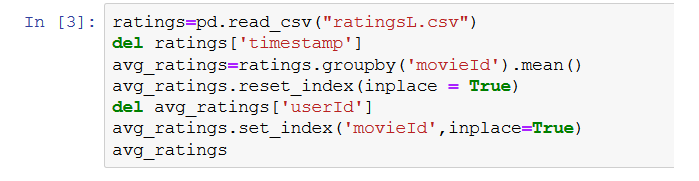 In [3]: ratings=pd.read_csv("ratingsL.csv")
del ratings['timestamp']
avg_ratings=ratings.groupby('movieId').mean()
avg_ratings.reset_index(inplace = True)
del avg_ratings['userId']
avg_ratings.set_index('movieId',inplace=True)
avg_ratings